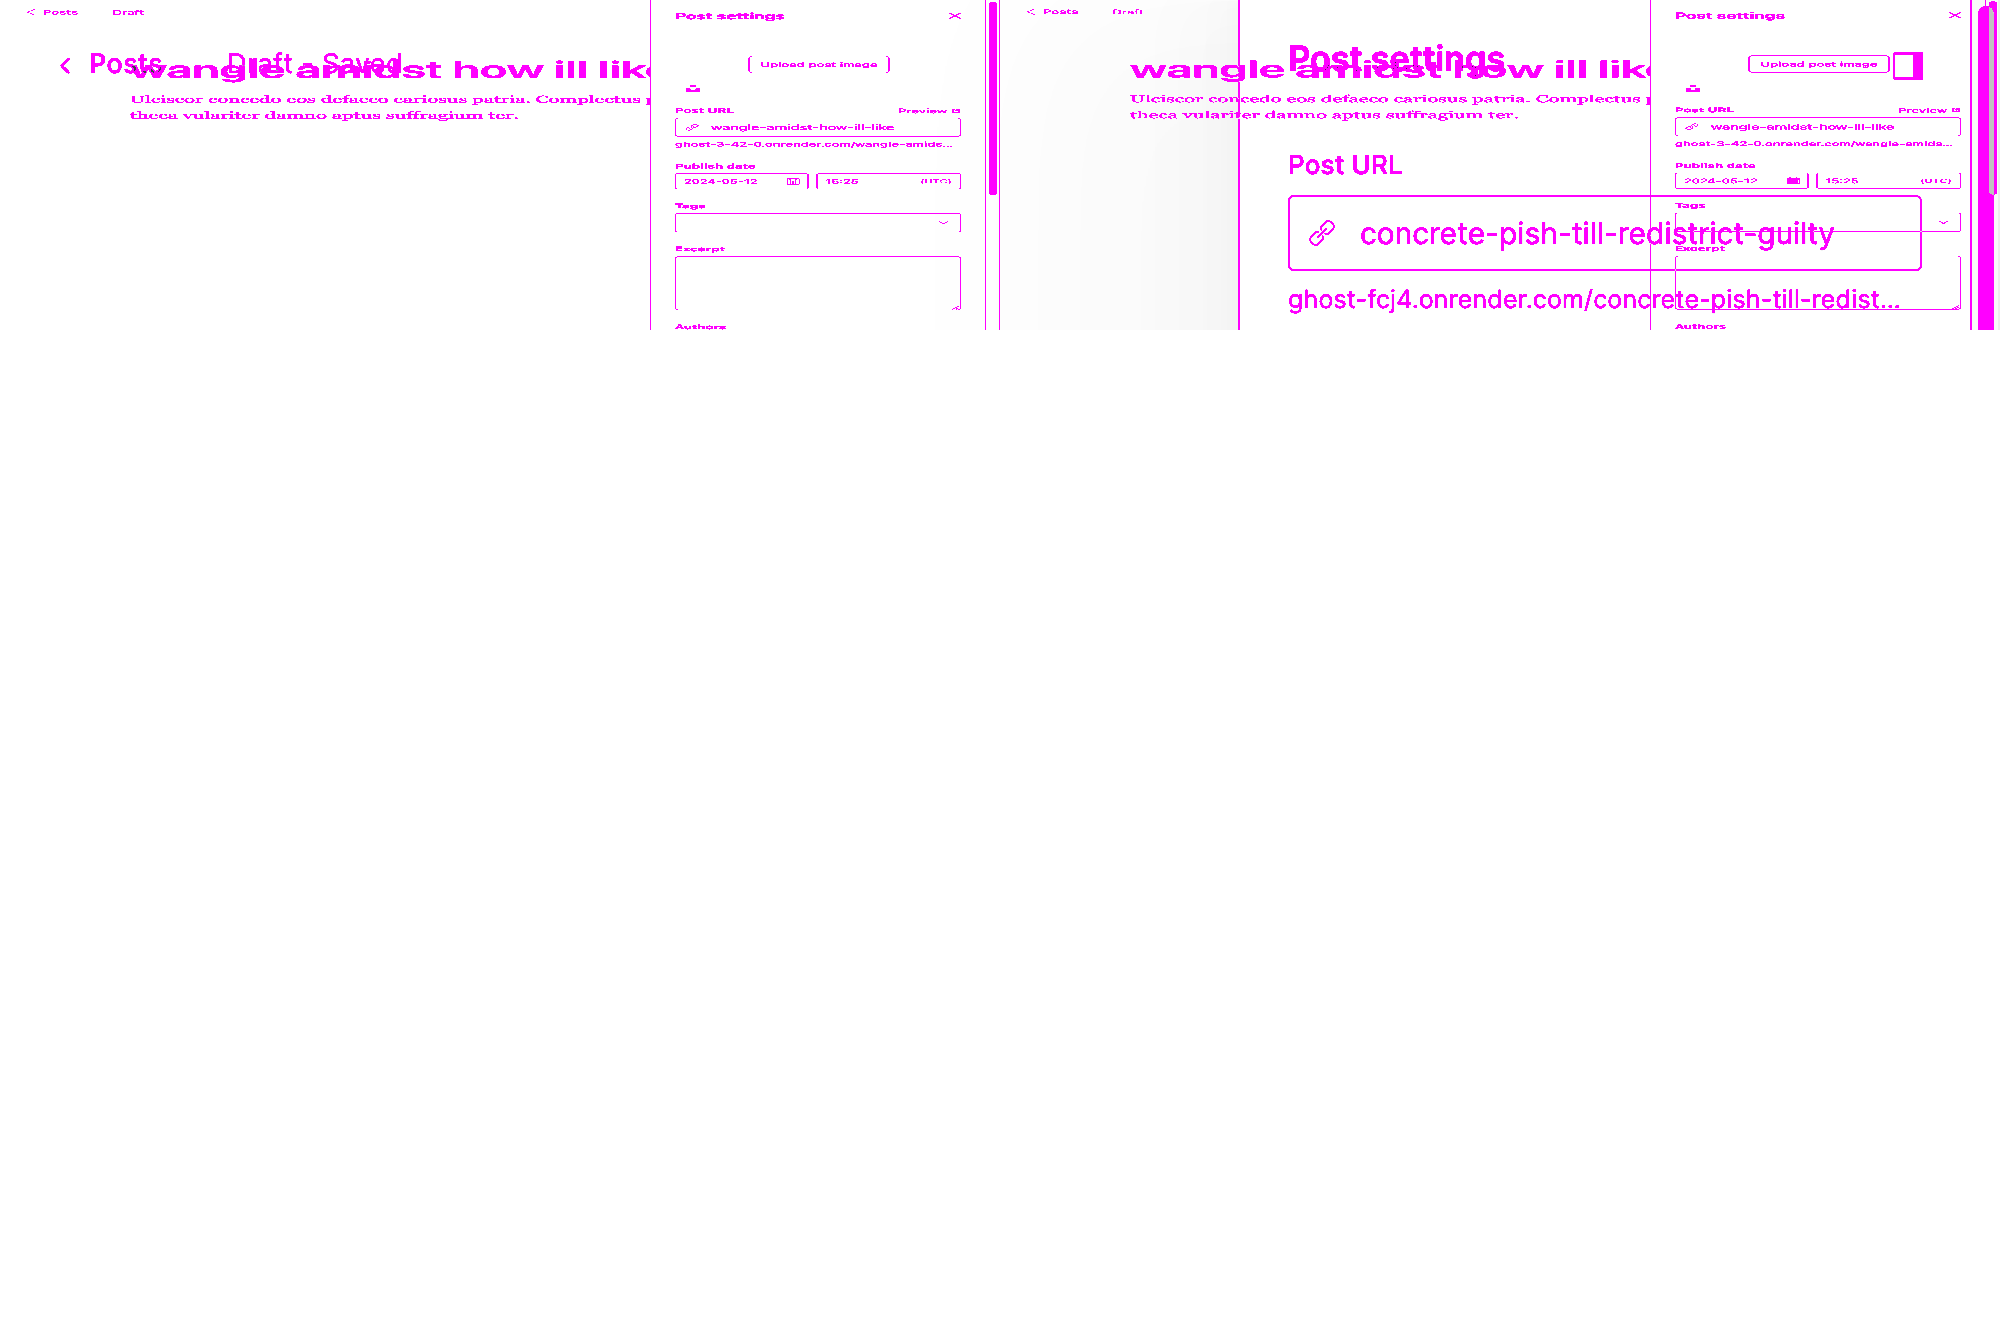 < Posts Draft
Posts Draft - Saved
wangle amidst how ill like
Ulciscor concedo eos defaeco cariosus patria. Complectus
theca vulariter damno aptus suffragium ter.
Post settings
Upload post image
Post URL Preview
wangle-amidst-how-ill-like
ghost-3-42-0.onrender.com/wangle-amids...
Publish date
2024-05-12 15:25 (UTC)
Tags
Excerpt
Authors
< Posts Draft
wangle amidst how ill like
Ulciscor concedo eos defaeco cariosus patria. Complectus
theca vulariter damno aptus suffragium ter.
Post settings
Post URL
concrete-pish-till-redistrict-guilty
ghost-fcj4.onrender.com/concrete-pish-till-redist...
Post settings
Upload post image
Post URL Preview
wangle-amidst-how-ill-like
ghost-3-42-0.onrender.com/wangle-amids...
Publish date
2024-05-12 15:25 (UTC)
Tags
Excerpt
Authors